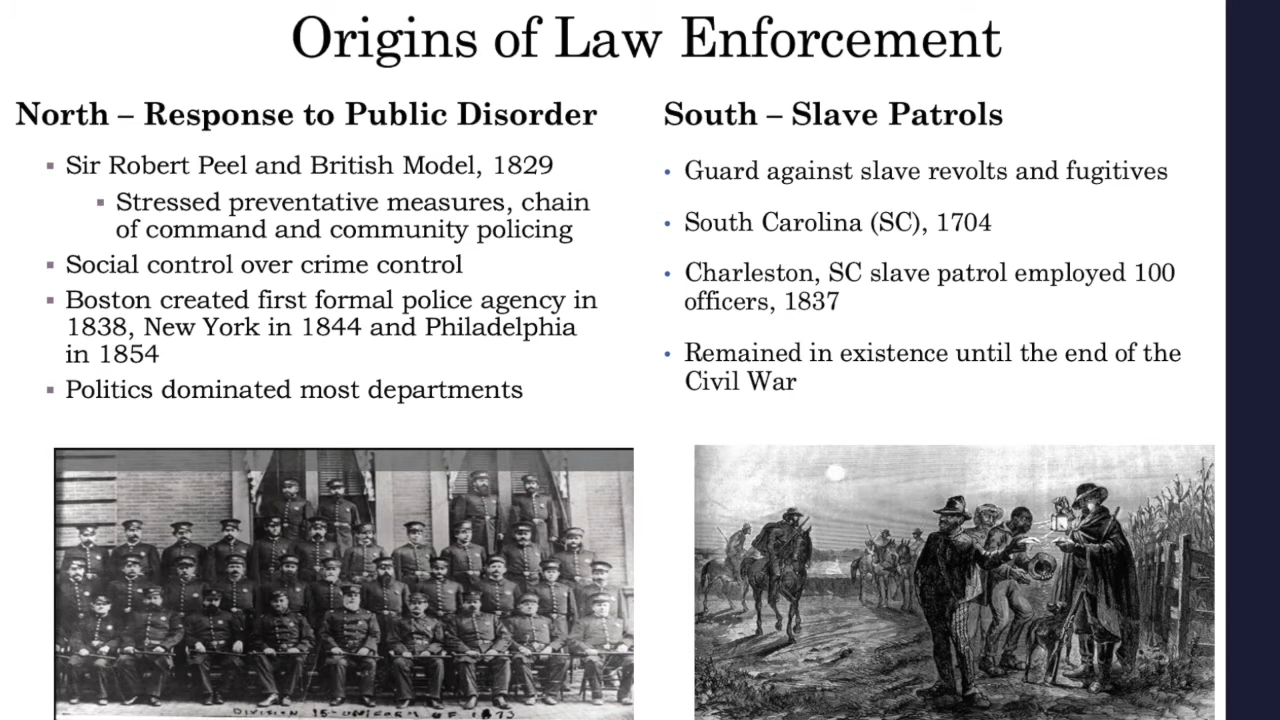 Origins of Law Enforcement
North – Response to Public Disorder
▪ Sir Robert Peel and British Model, 1829
▪ Stressed preventative measures, chain
of command and community policing
▪ Social control over crime control
▪ Boston created first formal police agency in
1838, New York in 1844 and Philadelphia
in 1854
▪ Politics dominated most departments
South – Slave Patrols
• Guard against slave revolts and fugitives
• South Carolina (SC), 1704
• Charleston, SC slave patrol employed 100
officers, 1837
• Remained in existence until the end of the
Civil War
DIVISION 15-UNIFORM OF 1873